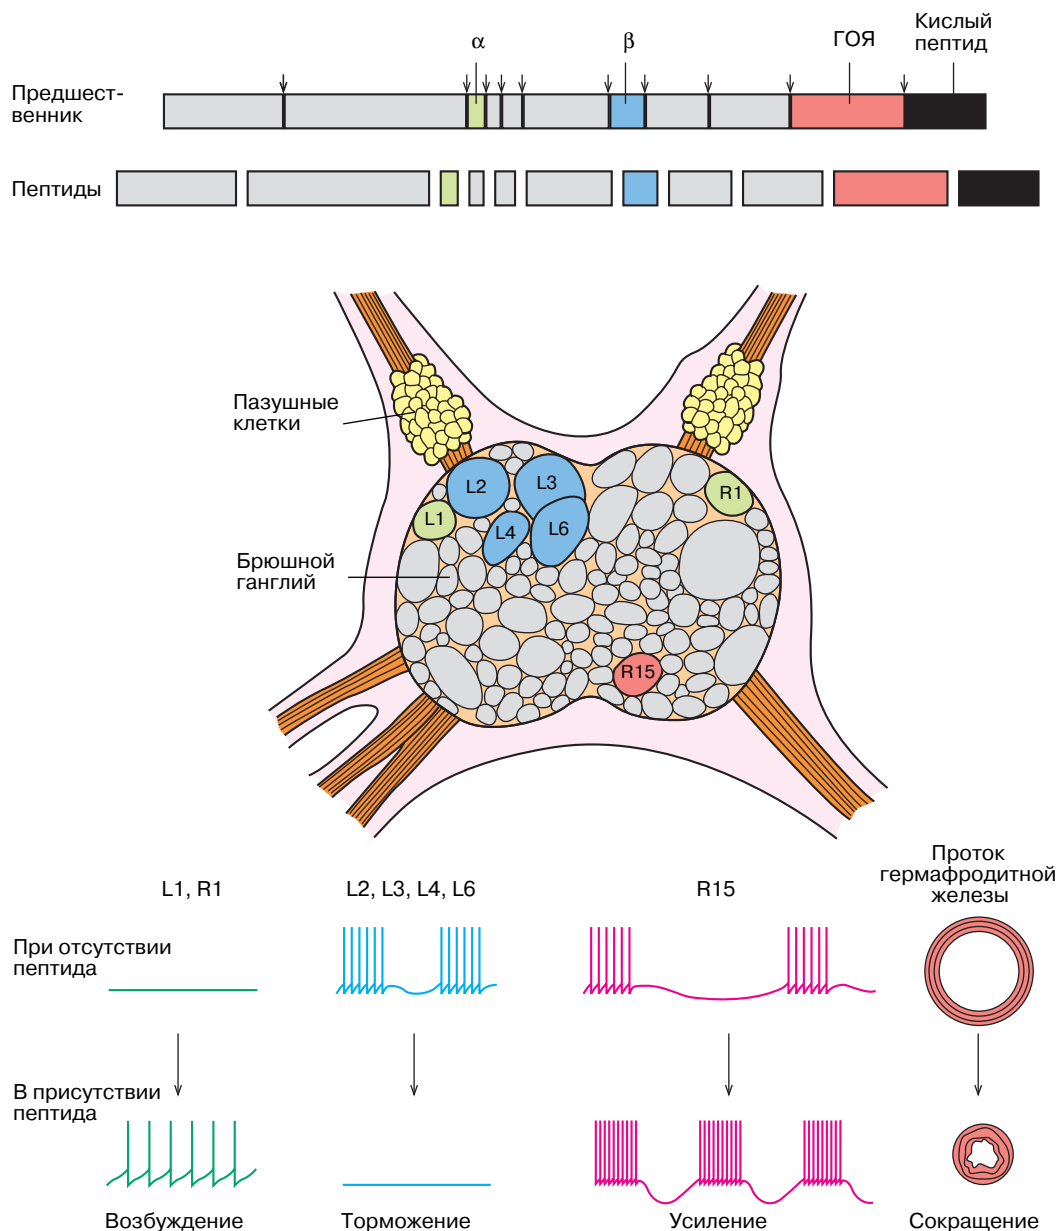 α
β
ГОЯ
Кислый
пептид
Предшест-
венник
Пептиды
Пазушные
клетки
L2
L3
R1
L1
L4
L6
Брюшной
ганглий
R15
L1, R1
L2, L3, L4, L6
R15
Проток
гермафродитной
железы
При отсутствии
пептида
В присутствии
пептида
Возбуждение
Торможение
Усиление
Сокращение